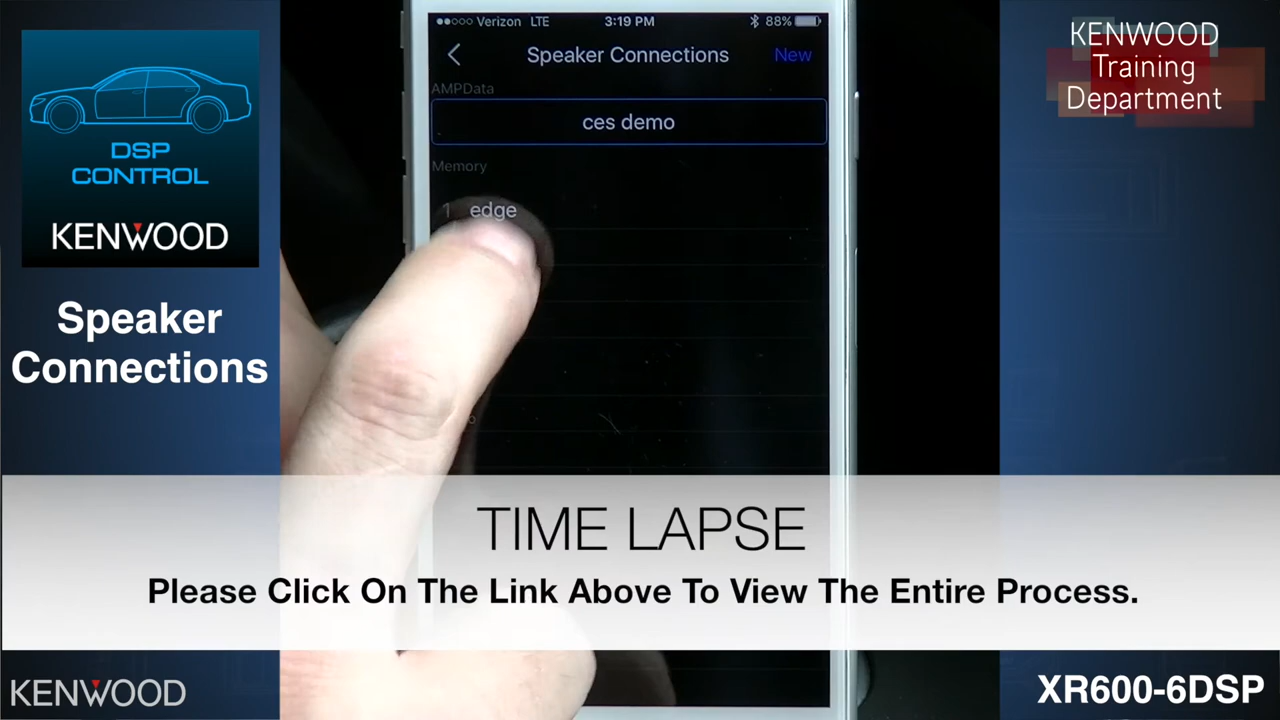 Verizon LTE 3:19 PM 88%
Speaker Connections New
AMPData
ces demo
Memory
1 edge
DSP
CONTROL
KENWOOD
Speaker
Connections
KENWOOD
Training
Department
TIME LAPSE
Please Click On The Link Above To View The Entire Process.
KENWOOD
XR600-6DSP